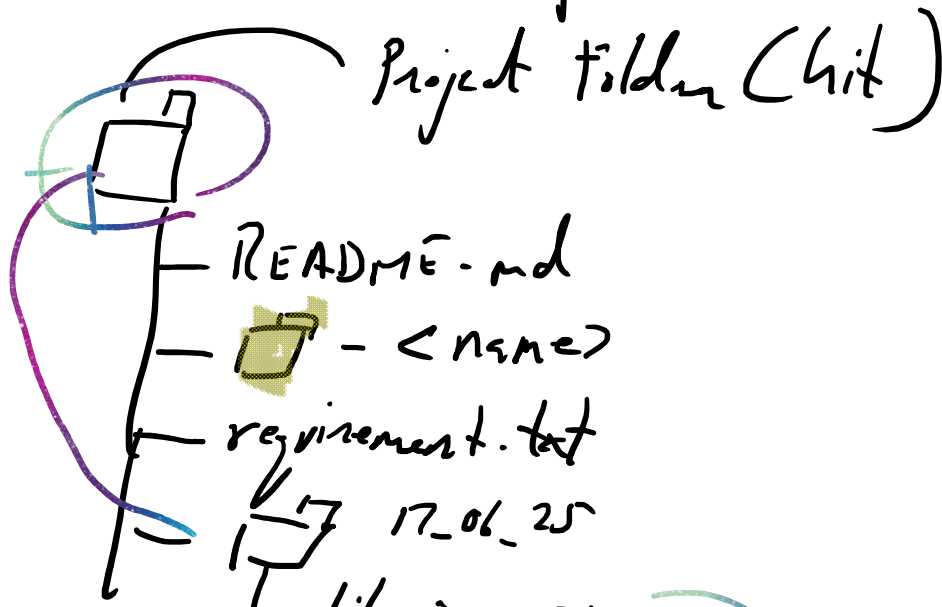 Project Folder (Git)
README.md
- <name>
requirement.txt
17_06_25